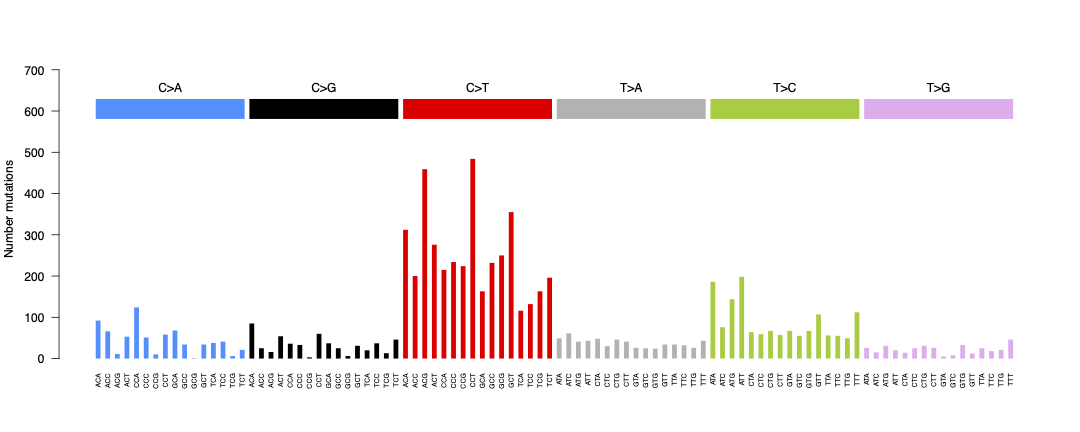 700
C>A C>G C>T T>A T>C T>G
600
500
400
300
200
100
0
Number mutations
ACA ACC ACG ACT CCA CCC CCG CCT GCA GCC GCG GCT TCA TCC TCG TCT ACA ACC ACG ACT CCA CCC CCG CCT GCA GCC GCG GCT TCA TCC TCG TCT ACA ACC ACG ACT CCA CCC CCG CCT GCA GCC GCG GCT TCA TCC TCG TCT ATA ATC ATG ATT CTA CTC CTG CTT GTA GTC GTG GTT TTA TTC TTG TTT ATA ATC ATG ATT CTA CTC CTG CTT GTA GTC GTG GTT TTA TTC TTG TTT ATA ATC ATG ATT CTA CTC CTG CTT GTA GTC GTG GTT TTA TTC TTG TTT